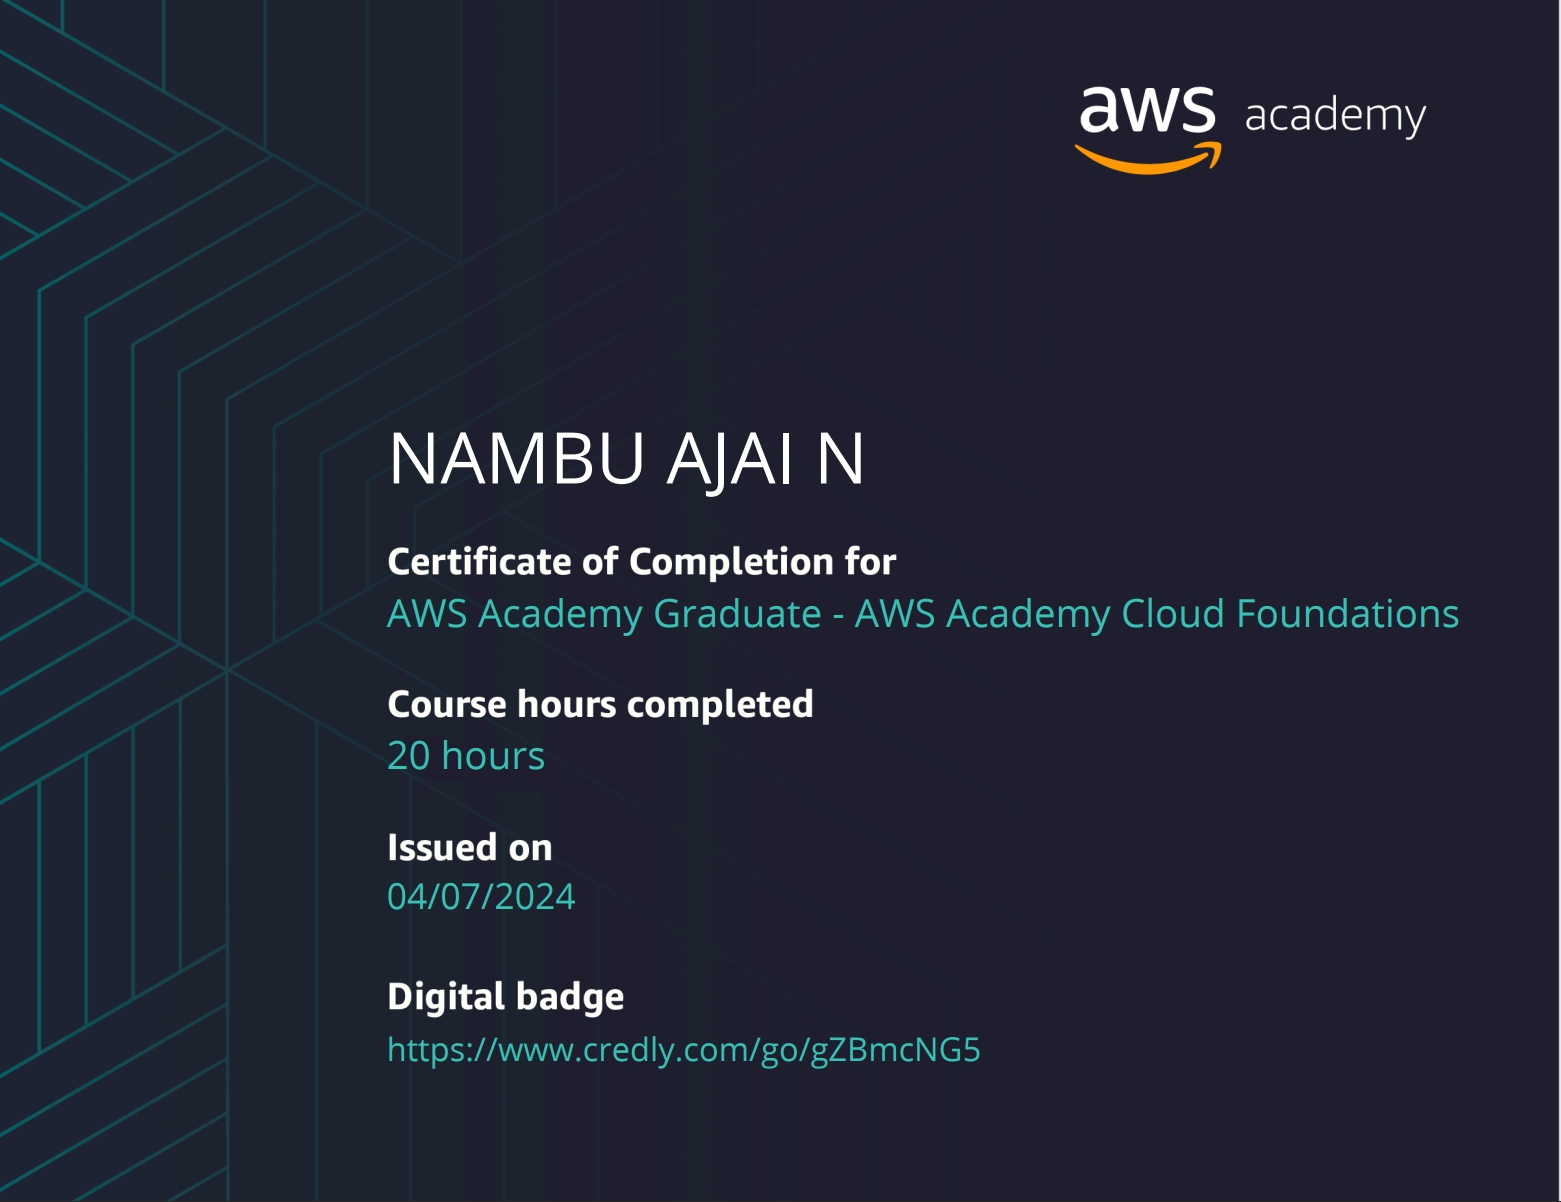 aws academy
NAMBU AJAI N
Certificate of Completion for
AWS Academy Graduate - AWS Academy Cloud Foundations
Course hours completed
20 hours
Issued on
04/07/2024
Digital badge
https://www.credly.com/go/gZBmcNG5